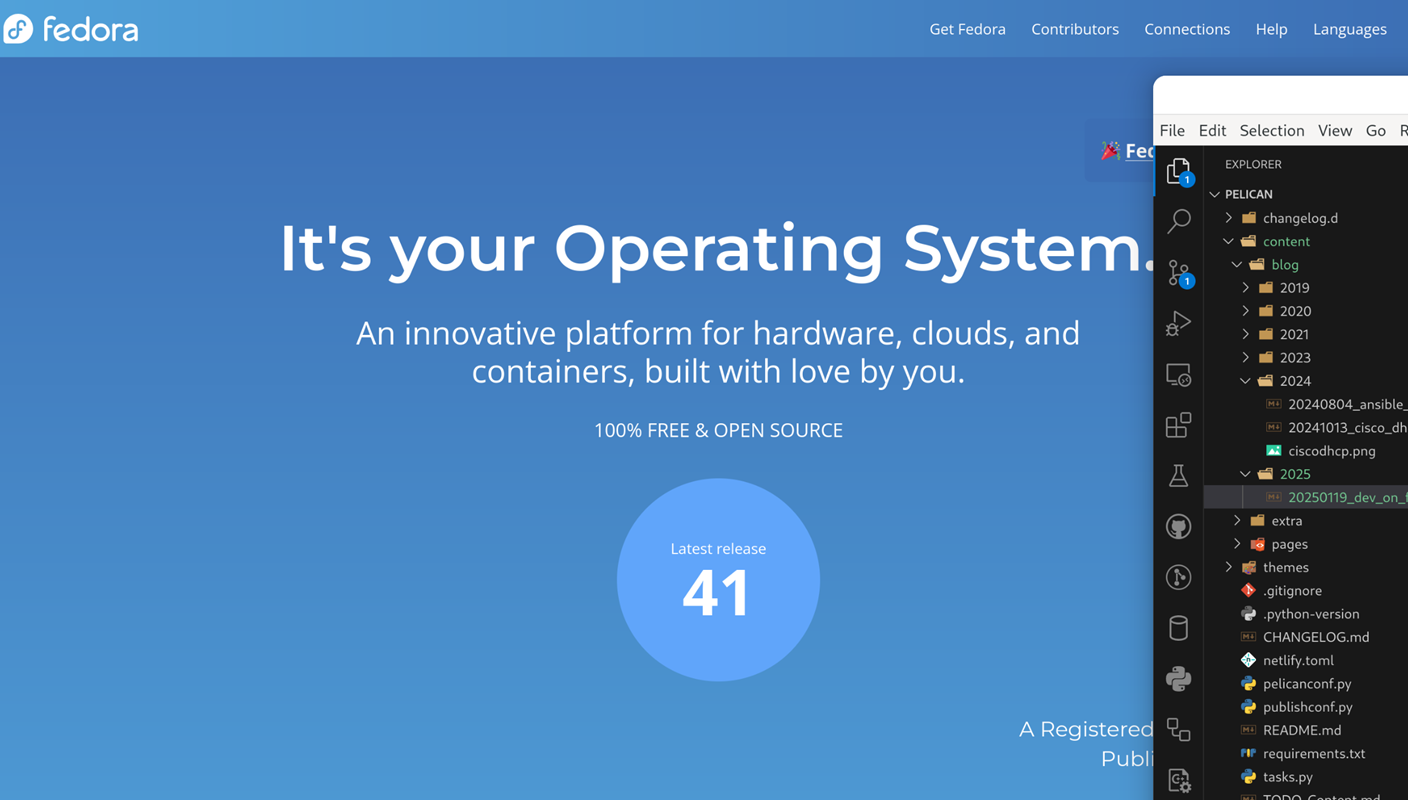 fedora
Get Fedora
Contributors
Connections
Help
Languages
🎉 Fed
It's your Operating System.
An innovative platform for hardware, clouds, and
containers, built with love by you.
100% FREE & OPEN SOURCE
Latest release
41
A Registered
Publi
File Edit Selection View Go R
EXPLORER
PELICAN
changelog.d
content
blog
2019
2020
2021
2023
2024
20240804_ansible_
20241013_cisco_dh
ciscodhcp.png
2025
20250119_dev_on_f
extra
pages
themes
.gitignore
.python-version
CHANGELOG.md
netlify.toml
pelicanconf.py
publishconf.py
README.md
requirements.txt
tasks.py
TODO_Content.md
1
1